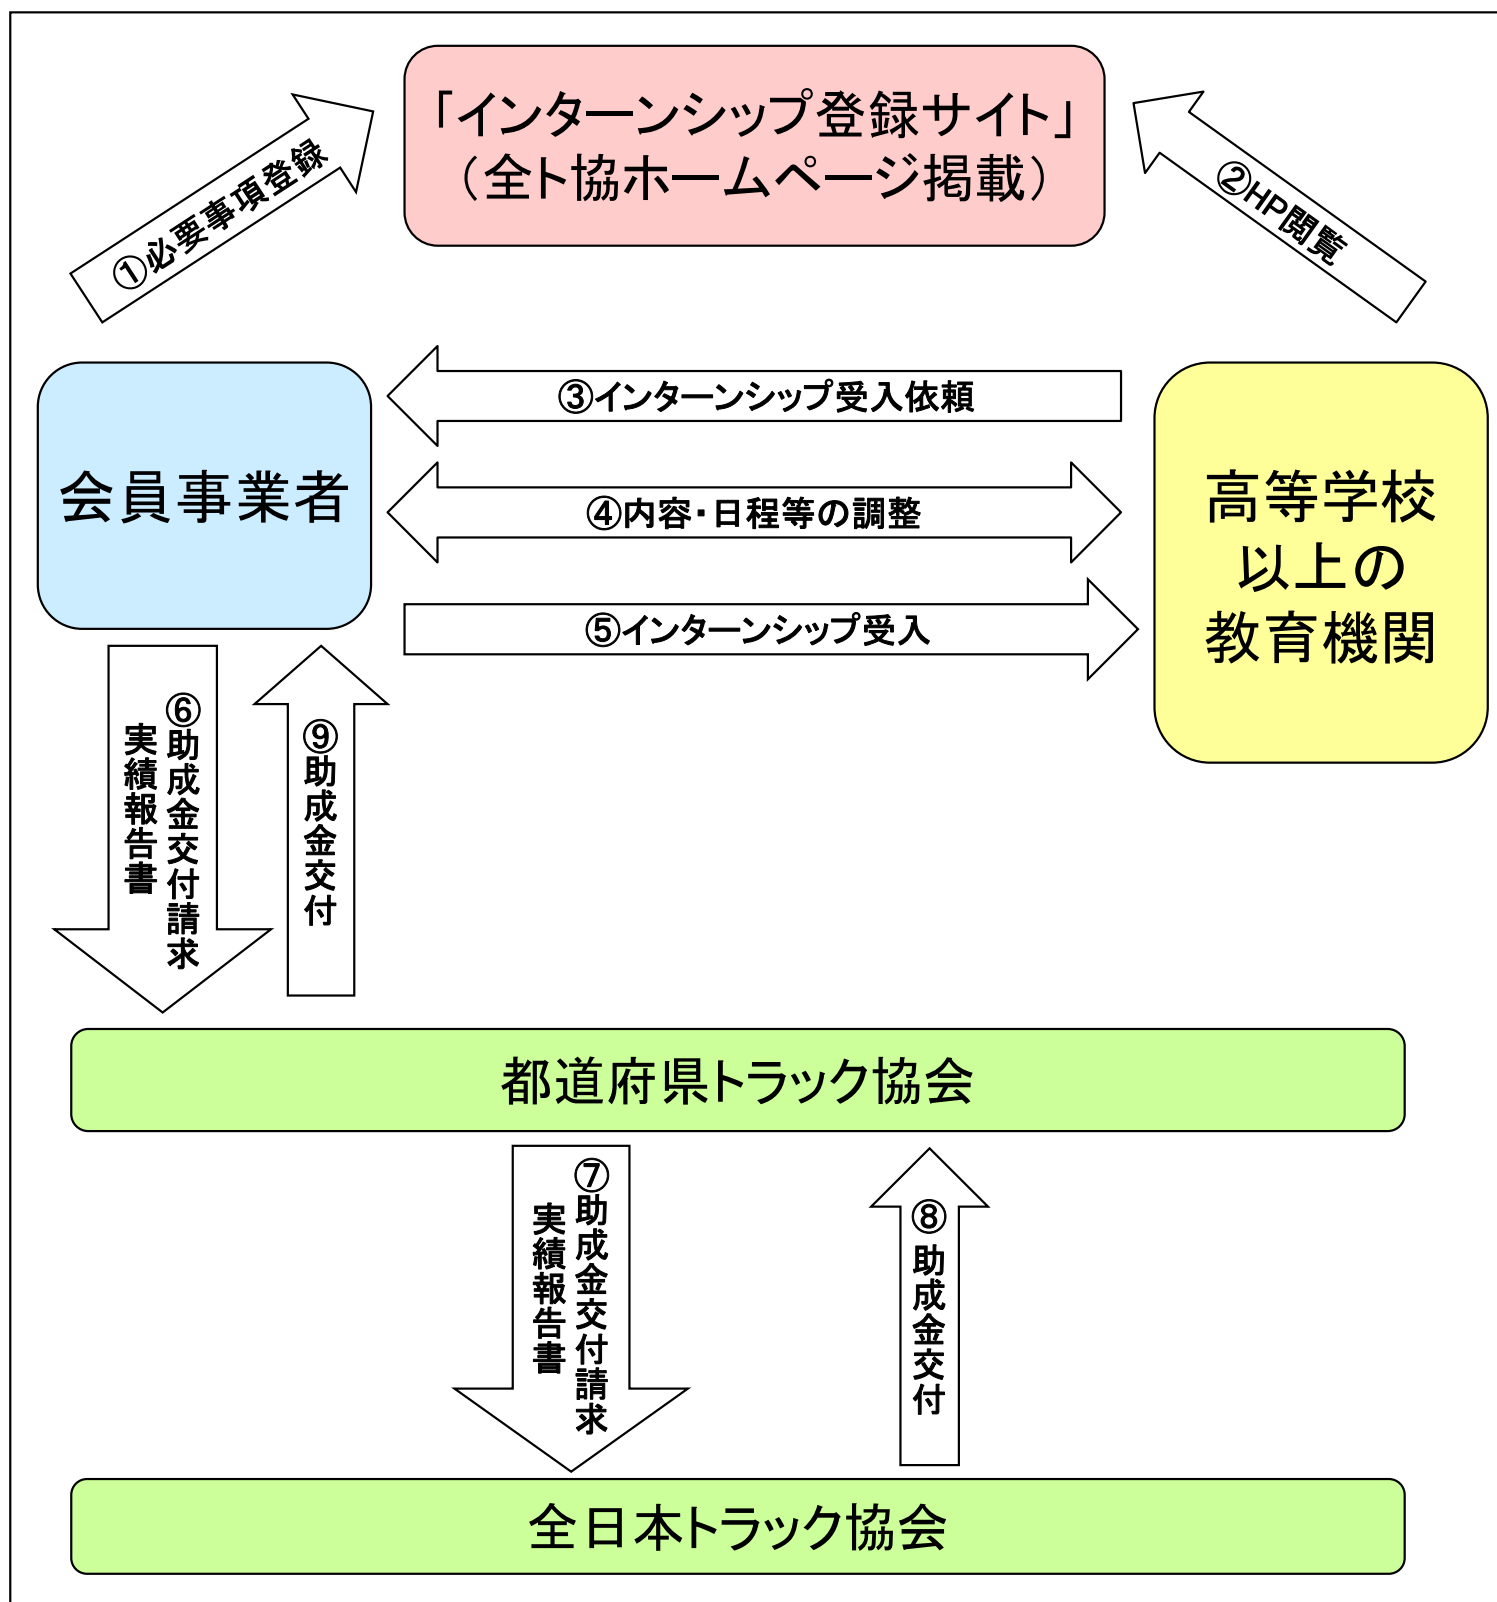 「インターンシップ登録サイト」
（全ト協ホームページ掲載）
①必要事項登録
②HP閲覧
会員事業者
③インターンシップ受入依頼
④内容・日程等の調整
⑤インターンシップ受入
高等学校
以上の
教育機関
⑥助成金交付請求
実績報告書
⑨助成金交付
都道府県トラック協会
⑦助成金交付請求
実績報告書
⑧助成金交付
全日本トラック協会